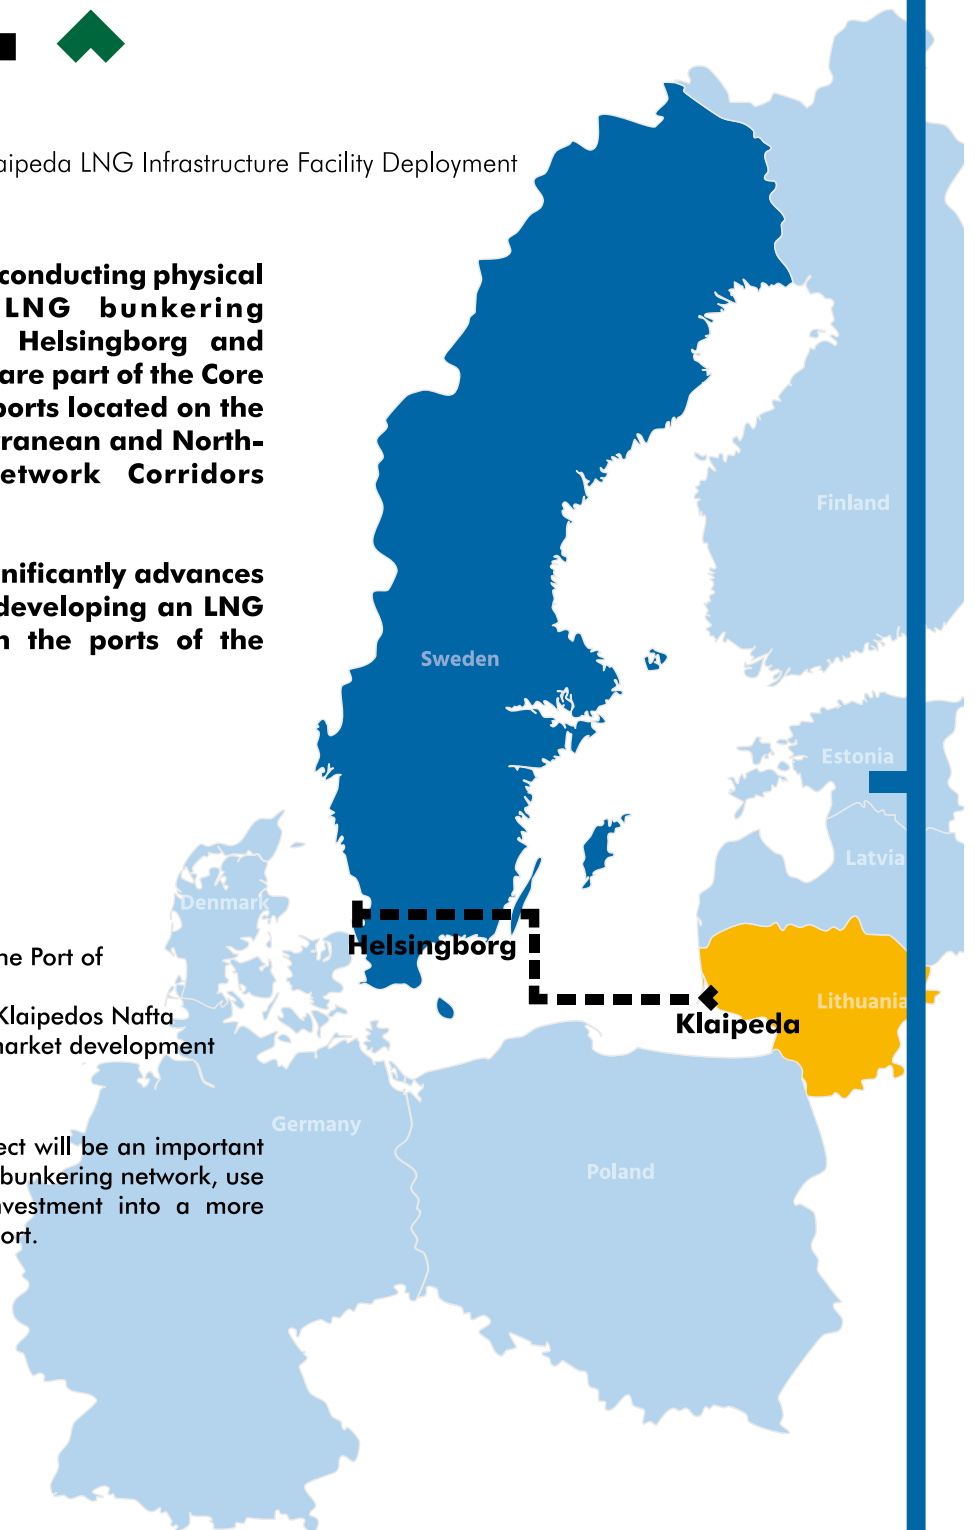 aipeda LNG Infrastructure Facility Deployment
conducting physical
LNG bunkering
Helsingborg and
are part of the Core
ports located on the
ranean and North-
etwork Corridors
nificantly advances
developing an LNG
n the ports of the
he Port of
Klaipedos Nafta
market development
ect will be an important
bunkering network, use
nvestment into a more
ort.
Finland
Sweden
Estonia
Latvia
Denmark
Helsingborg
Lithuania
Klaipeda
Germany
Poland